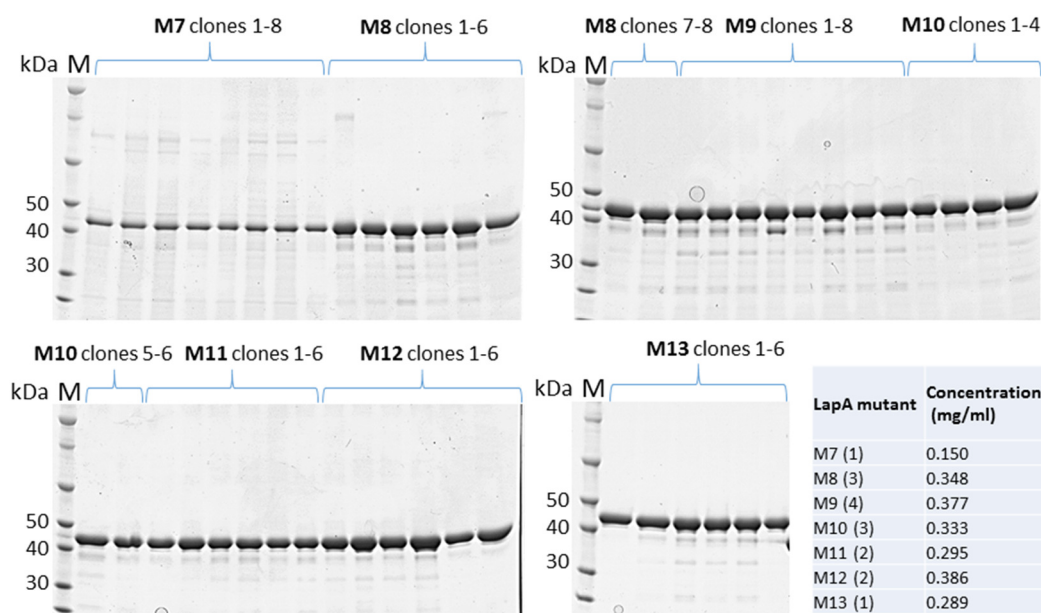 M7 clones 1-8
M8 clones 1-6
kDa M
50
40
30
M8 clones 7-8
M9 clones 1-8
M10 clones 1-4
kDa M
50
40
30
M10 clones 5-6
M11 clones 1-6
M12 clones 1-6
kDa M
50
40
30
M13 clones 1-6
kDa M
50
40
30
LapA mutant Concentration
(mg/ml)
M7 (1) 0.150
M8 (3) 0.348
M9 (4) 0.377
M10 (3) 0.333
M11 (2) 0.295
M12 (2) 0.386
M13 (1) 0.289